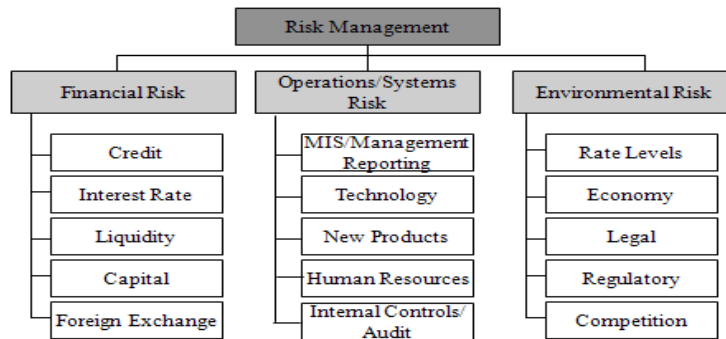 Risk Management
Financial Risk
Operations/Systems
Risk
Environmental Risk
Credit
Interest Rate
Liquidity
Capital
Foreign Exchange
MIS/Management
Reporting
Technology
New Products
Human Resources
Internal Controls/
Audit
Rate Levels
Economy
Legal
Regulatory
Competition